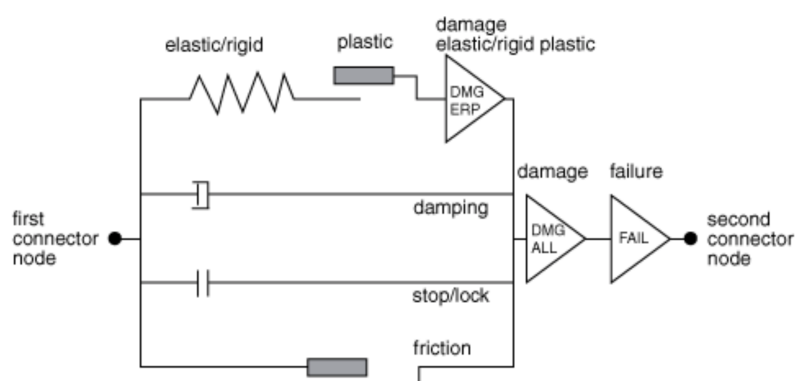 damage
elastic/rigid
plastic
elastic/rigid plastic
DMG
ERP
damage
failure
damping
first
connector
node
DMG
ALL
FAIL
second
connector
node
stop/lock
friction